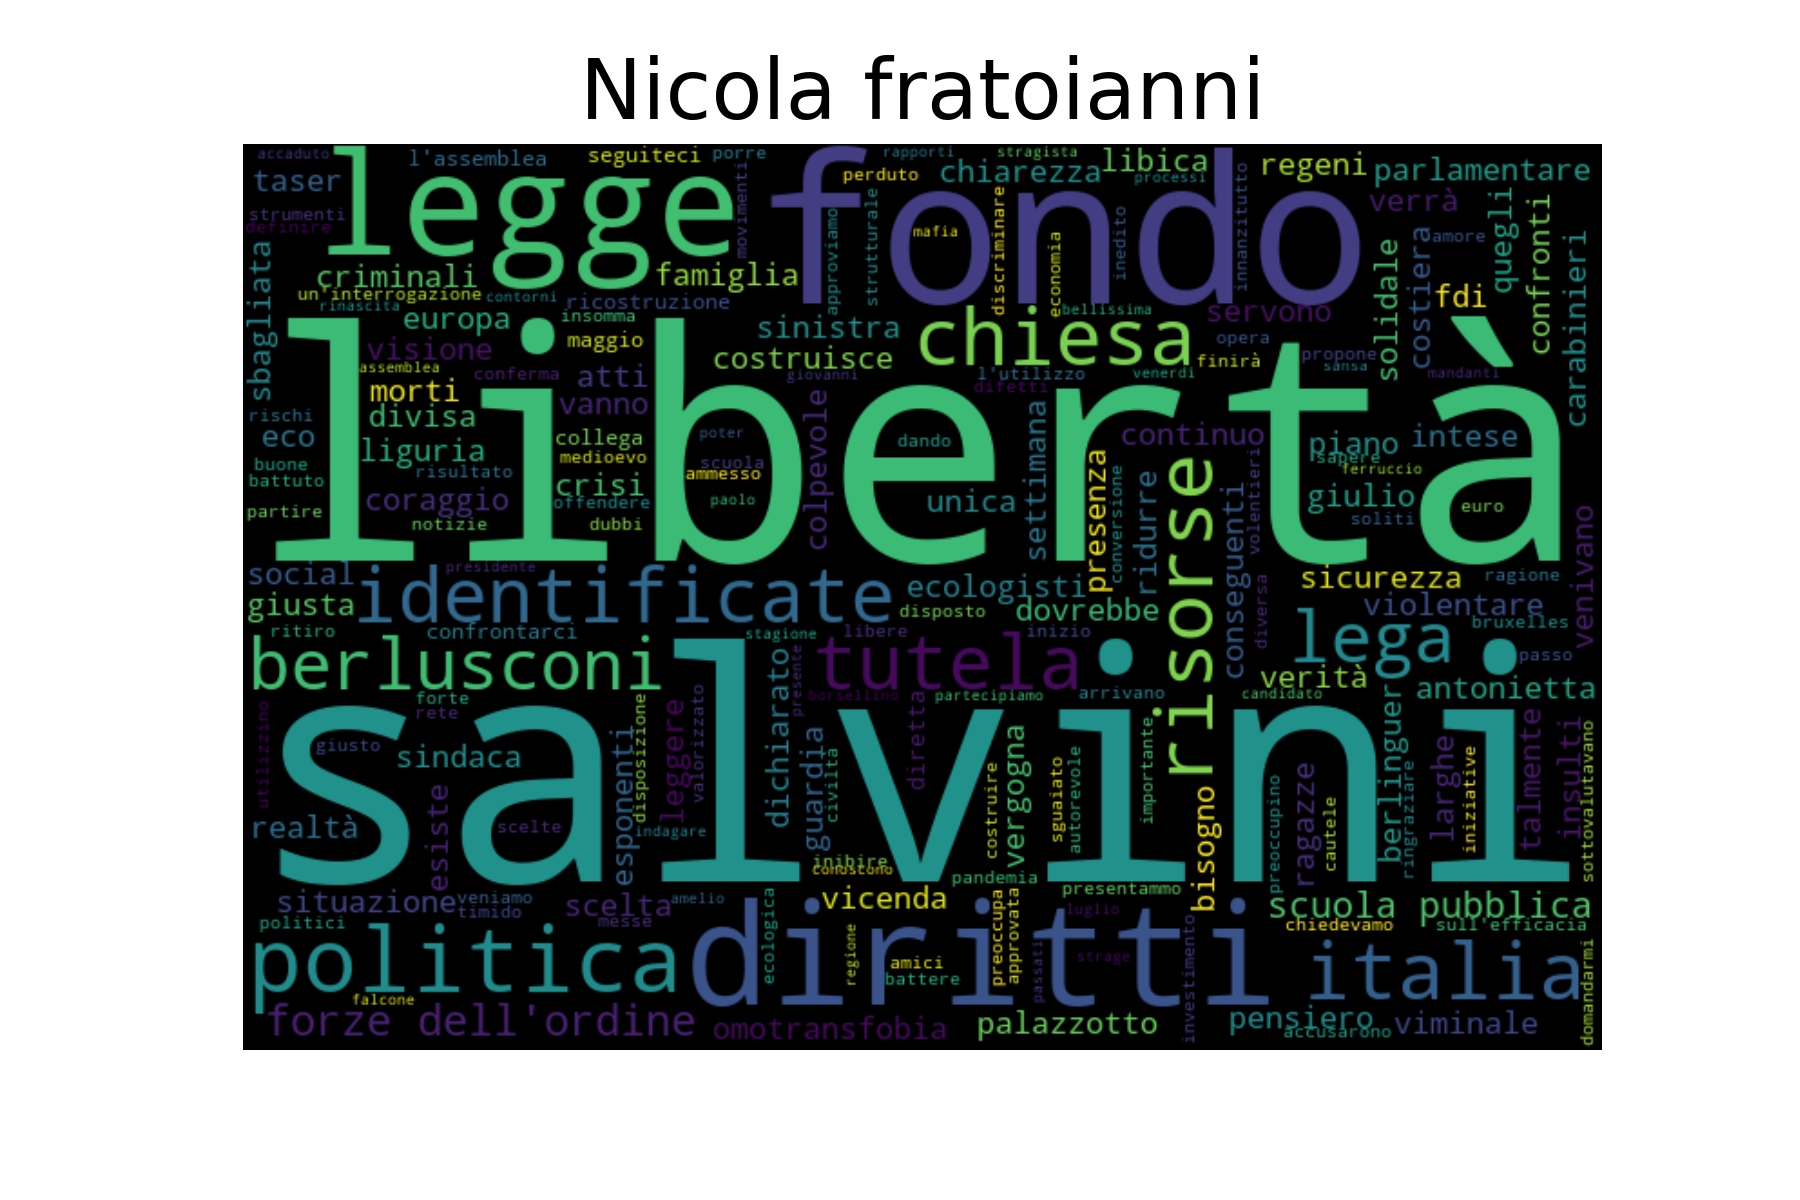 Nicola fratoianni
accaduto
l'assemblea
seguiteci
porre
rapporti
stragista
libica
regeni
parlamentare
taser
legge
movimenti
fondo
perduto
chiarezza
processi
verrà
quegli
confronti
strumenti
definire
approviamo
strutturale
mafia
discriminare
economia
inedito
innanzitutto
solidale
costiera
amore
carabinieri
sbagliata
criminali
famiglia
un'interrogazione
contorni
ricostruzione
rinascita
fdi
europa
insomma
sinistra
chiesa
bellissima
servono
visione
maggio
costruisce
opera
finirà
propone
sansa
assemblea
conferma
atti
giovanni
l'utilizzo
venerdì
difetti
mandanti
morti
vanno
libertà
rischi
divisa
eco
liguria
collega
medioevo
poter
scuola
colpevole
dando
settimana
continuo
piano
intese
sapere
ferruccio
buone
battuto
risultato
crisi
ammesso
presenza
conversione
ridurre
risorse
conseguenti
volentieri
coraggio
offendere
paolo
unica
giulio
euro
partire
notizie
dubbi
soliti
venivano
social
presidente
identificate
ecologisti
sicurezza
ragione
giusta
disposto
dovrebbe
diversa
violentare
ritiro
confrontarci
stagione
libere
inizio
lega
bruxelles
berlusconi
dichiarato
presente
tutela
verità
passo
borsellino
partecipiamo
arrivano
candidato
antonietta
forte
rete
salvini
utilizzino
giusto
sindaca
esponenti
disposizione
leggere
valorizzato
guardia
civiltà
diretta
costruire
vergogna
sguaiato
autorevole
importante
bisogno
preoccupino
ragazze
cautele
berlinguer
ringraziare
larghe
iniziative
talmente
insulti
sottovalutavano
realtà
esiste
scelte
indagare
inibire
conoscono
pandemia
situazione
veniamo
timido
scelta
amelio
messe
vicenda
presentammo
scuola
pubblica
politici
luglio
chiedevamo
sull'efficacia
politica
ecologica
diritti
regione
amici
battere
preoccupa
approvata
passati
strage
investimento
italia
domandarmi
falcone
forze dell'ordine
omotransfobia
palazzotto
pensiero
accusarono
viminale